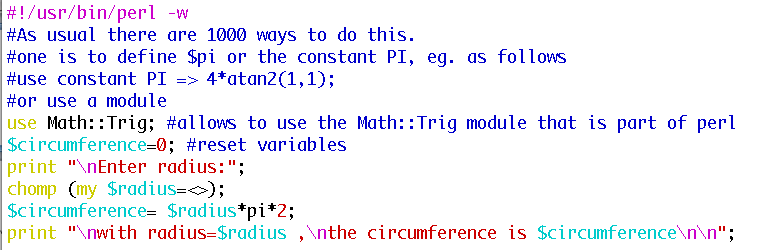 #!/usr/bin/perl -w
#As usual there are 1000 ways to do this.
#one is to define $pi or the constant PI, eg. as follows
#use constant PI => 4*atan2(1,1);
#or use a module
use Math::Trig; #allows to use the Math::Trig module that is part of perl
$circumference=0; #reset variables
print "\nEnter radius:";
chomp (my $radius=<>);
$circumference= $radius*pi*2;
print "\nwith radius=$radius ,\nthe circumference is $circumference\n\n";